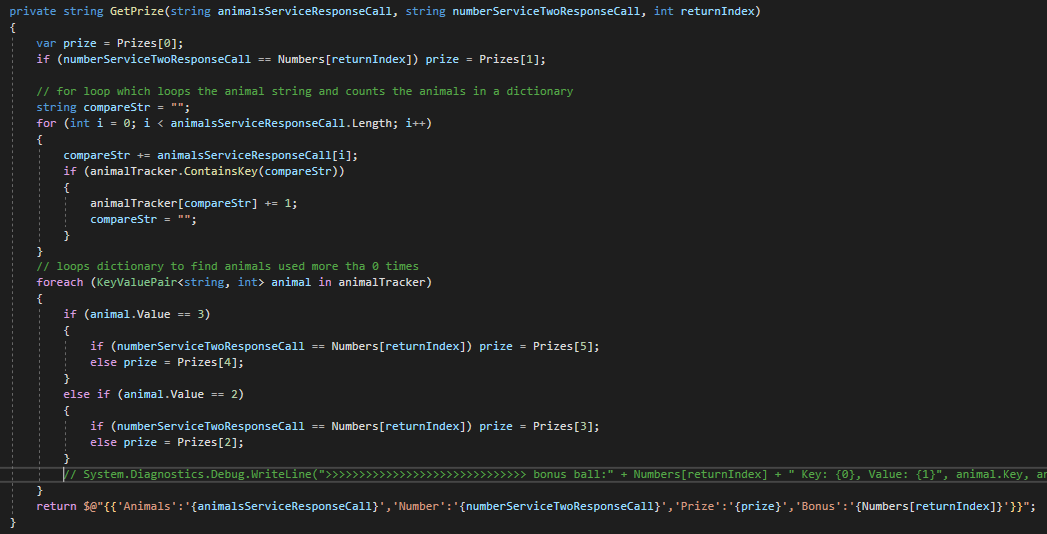 private string GetPrize(string animalsServiceResponseCall, string numberServiceTwoResponseCall, int returnIndex)
{
var prize = Prizes[0];
if (numberServiceTwoResponseCall == Numbers[returnIndex]) prize = Prizes[1];
// for loop which loops the animal string and counts the animals in a dictionary
string compareStr = "";
for (int i = 0; i < animalsServiceResponseCall.Length; i++)
{
compareStr += animalsServiceResponseCall[i];
if (animalTracker.ContainsKey(compareStr))
{
animalTracker[compareStr] += 1;
compareStr = "";
}
}
// loops dictionary to find animals used more tha 0 times
foreach (KeyValuePair<string, int> animal in animalTracker)
{
if (animal.Value == 3)
{
if (numberServiceTwoResponseCall == Numbers[returnIndex]) prize = Prizes[5];
else prize = Prizes[4];
}
else if (animal.Value == 2)
{
if (numberServiceTwoResponseCall == Numbers[returnIndex]) prize = Prizes[3];
else prize = Prizes[2];
}
// System.Diagnostics.Debug.WriteLine(">>>>>>>>>>>>>>>>>>>>>>>>>>>>>> bonus ball:" + Numbers[returnIndex] + " Key: {0}, Value: {1}", animal.Key, an
}
return $@"{{'Animals':'{animalsServiceResponseCall}','Number':'{numberServiceTwoResponseCall}','Prize':'{prize}','Bonus':'{Numbers[returnIndex]}'}}";
}